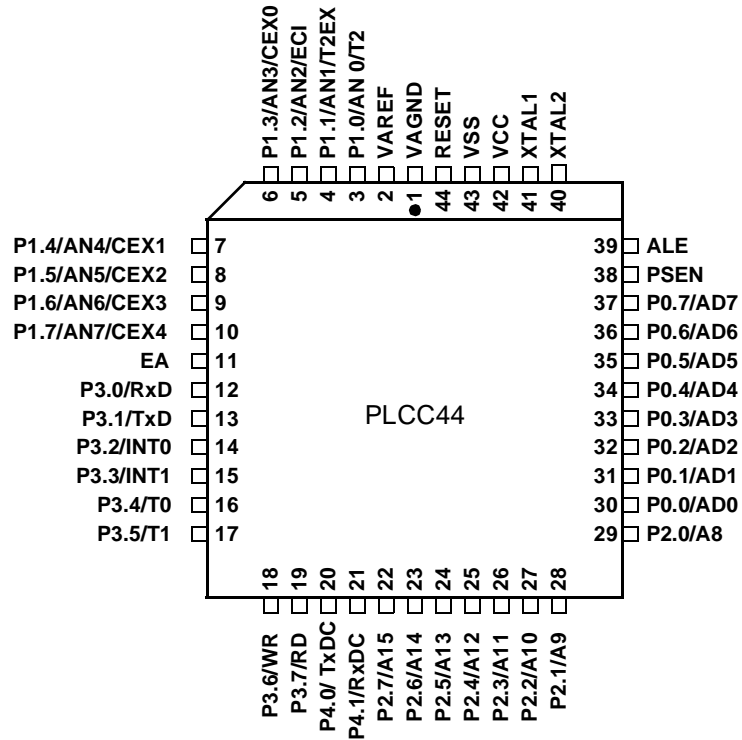 P1.3/AN3/CEX0
P1.2/AN2/ECI
P1.1/AN1/T2EX
P1.0/AN 0/T2
VAREF
VAGND
RESET
VSS
VCC
XTAL1
XTAL2
6
5
4
3
2
1
44
43
42
41
40
P1.4/AN4/CEX1 7
P1.5/AN5/CEX2 8
P1.6/AN6/CEX3 9
P1.7/AN7/CEX4 10
EA 11
P3.0/RxD 12
P3.1/TxD 13
P3.2/INT0 14
P3.3/INT1 15
P3.4/T0 16
P3.5/T1 17
PLCC44
39 ALE
38 PSEN
37 P0.7/AD7
36 P0.6/AD6
35 P0.5/AD5
34 P0.4/AD4
33 P0.3/AD3
32 P0.2/AD2
31 P0.1/AD1
30 P0.0/AD0
29 P2.0/A8
18
19
20
21
22
23
24
25
26
27
28
P3.6/WR
P3.7/RD
P4.0/ TxDC
P4.1/RxDC
P2.7/A15
P2.6/A14
P2.5/A13
P2.4/A12
P2.3/A11
P2.2/A10
P2.1/A9